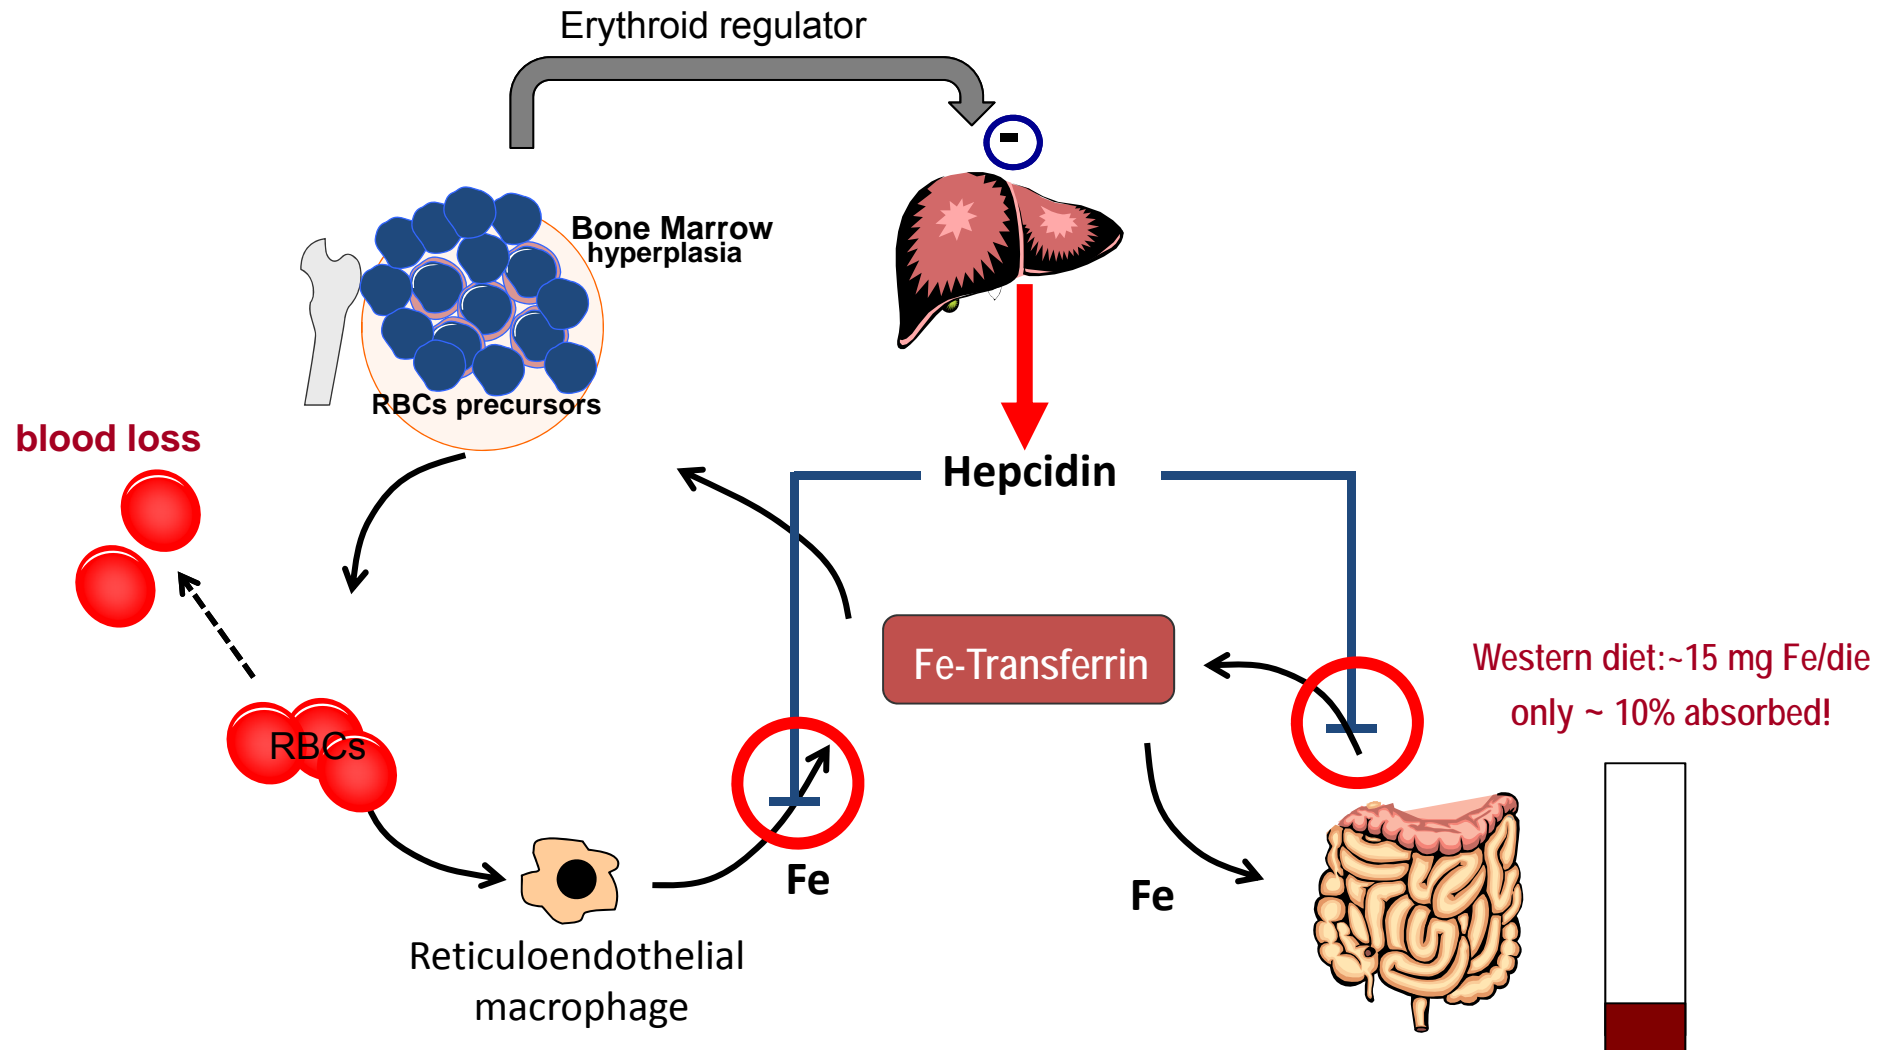 Erythroid regulator
-
Bone Marrow
hyperplasia
RBCs precursors
blood loss
Hepcidin
Fe-Transferrin
Western diet:~15 mg Fe/die
only ~ 10% absorbed!
RBCs
Fe
Fe
Reticuloendothelial
macrophage